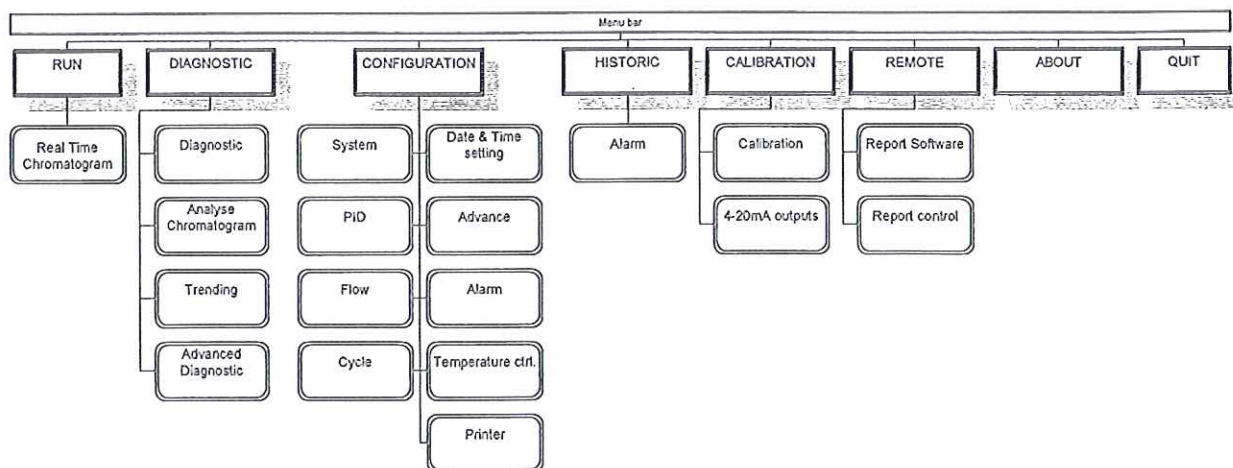 Menu bar
RUN
DIAGNOSTIC
CONFIGURATION
HISTORIC
CALIBRATION
REMOTE
ABOUT
QUIT
Real Time
Chromatogram
Diagnostic
Analyse
Chromatogram
Trending
Advanced
Diagnostic
System
PID
Flow
Cycle
Date & Time
setting
Advance
Alarm
Temperature ctrl.
Printer
Alarm
Calibration
4-20mA outputs
Report Software
Report control